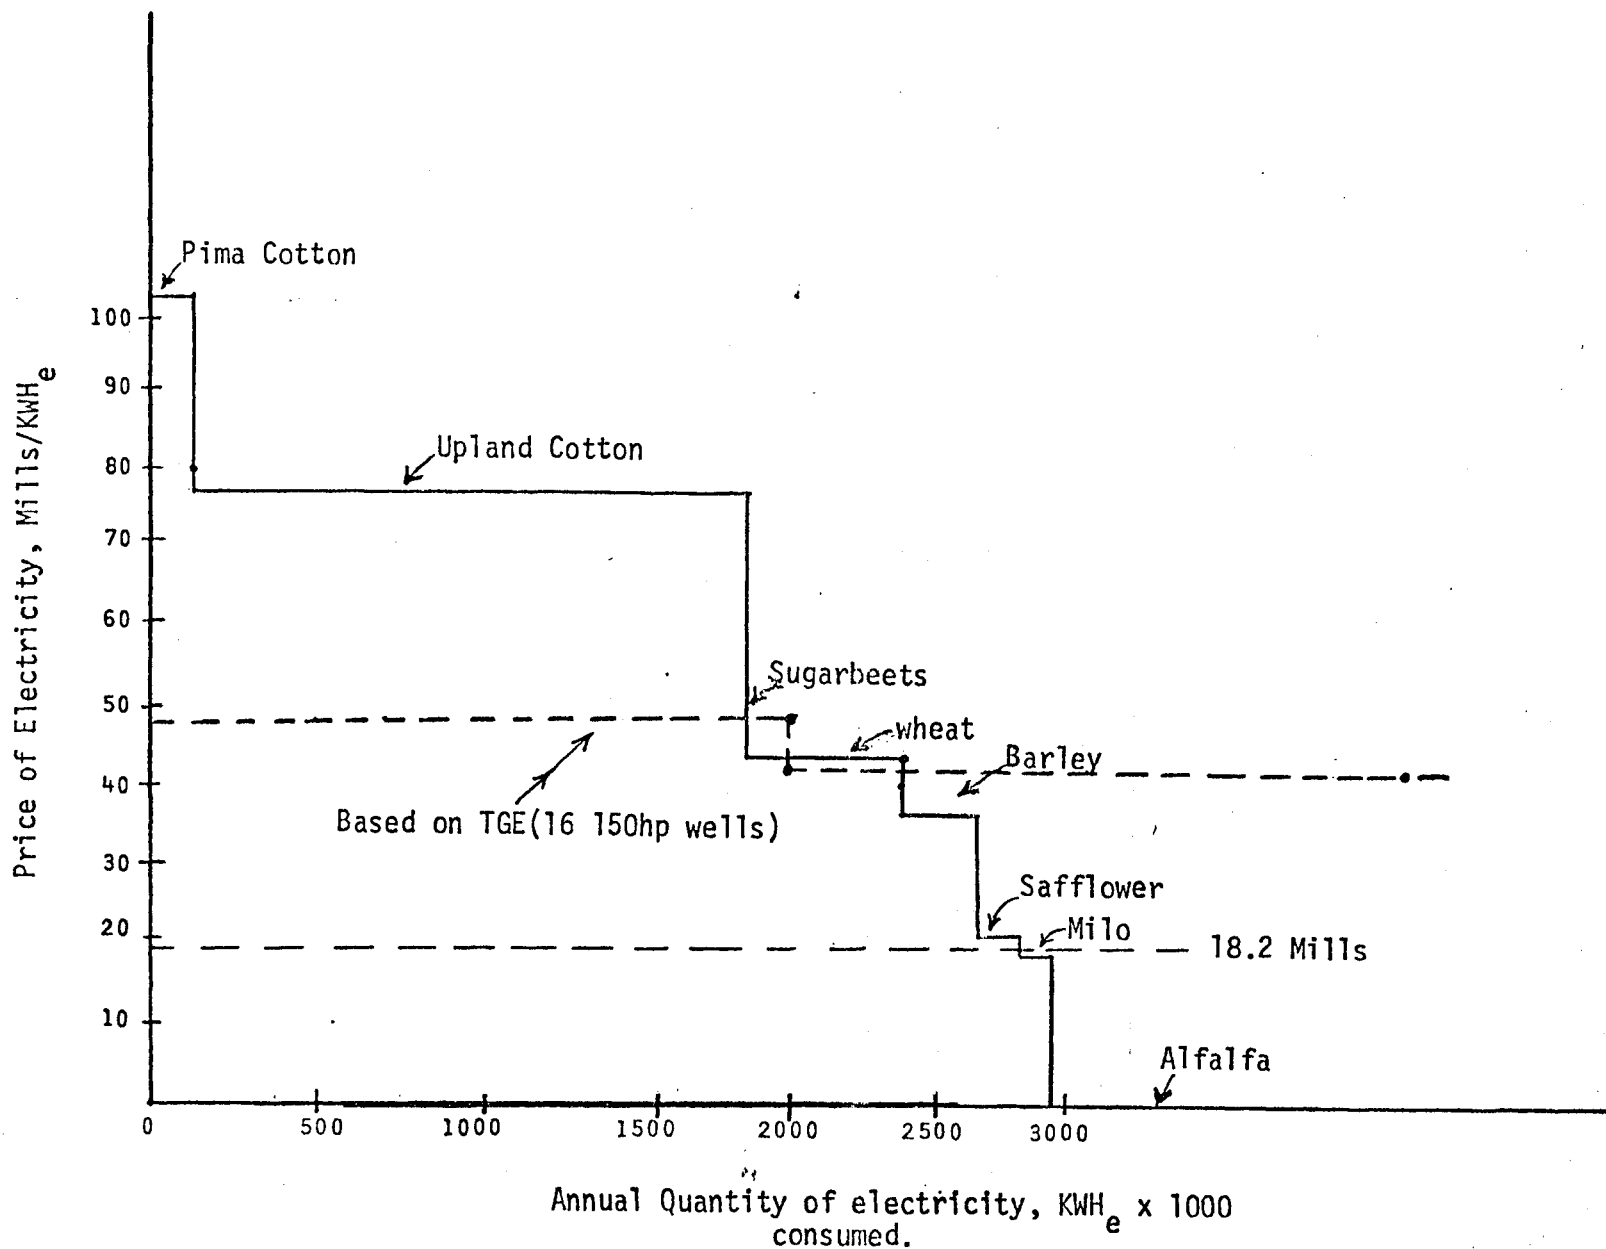 Pima Cotton
100
90
Upland Cotton
80
70
60
Sugarbeets
50
wheat
Barley
40
Based on TGE(16 150hp wells)
30
Safflower
20
Milo
18.2 Mills
10
Alfalfa
0 500 1000 1500 2000 2500 3000
Price of Electricity, Mills/KWHe
Annual Quantity of electricity, KWHe x 1000
consumed.